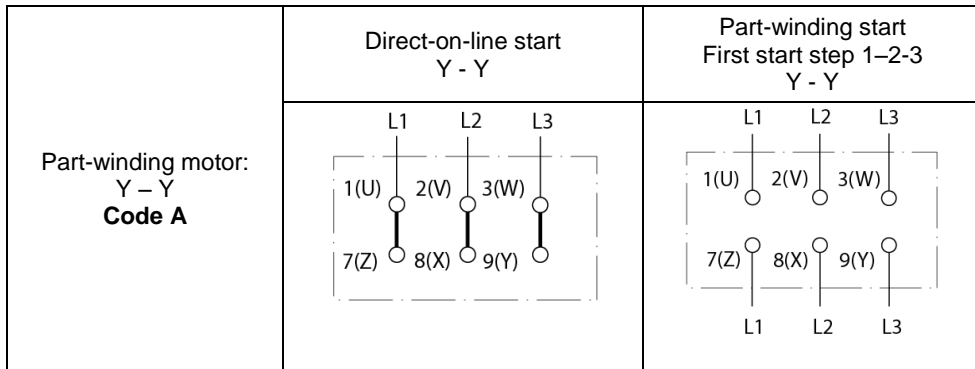 Direct-on-line start
Y - Y
Part-winding start
First start step 1–2-3
Y - Y
Part-winding motor:
Y – Y
Code A
L1 L2 L3
1(U) 2(V) 3(W)
7(Z) 8(X) 9(Y)
L1 L2 L3
1(U) 2(V) 3(W)
7(Z) 8(X) 9(Y)
L1 L2 L3